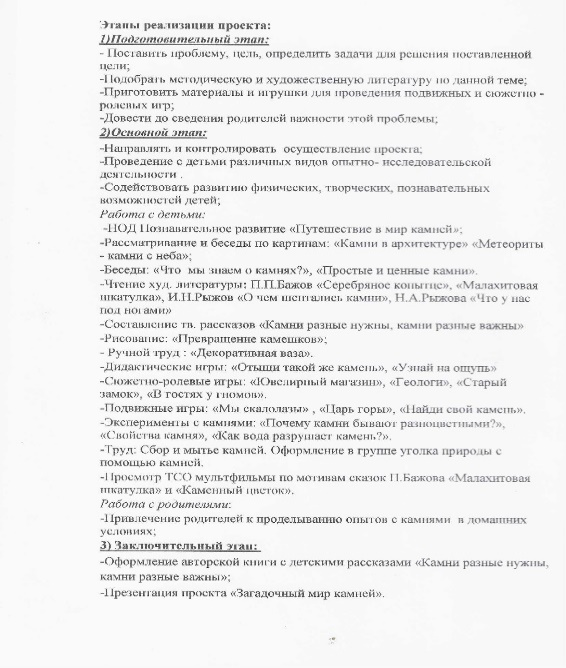 Этапы реализации проекта:
1)Подготовительный этап:
- Поставить проблему, цель, определить задачи для решения поставленной
цели;
-Подобрать методическую и художественную литературу по данной теме;
-Приготовить материалы и игрушки для проведения подвижных и сюжетно -
ролевых игр;
-Довести до сведения родителей важности этой проблемы;
2)Основной этап:
-Направлять и контролировать осуществление проекта;
-Проведение с детьми различных видов опытно- исследовательской
деятельности .
-Содействовать развитию физических, творческих, познавательных
возможностей детей;
Работа с детьми:
-НОД Познавательное развитие «Путешествие в мир камней»;
-Рассматривание и беседы по картинам: «Камни в архитектуре» «Метеориты
- камни с неба»;
-Беседы: «Что мы знаем о камнях?», «Простые и ценные камни».
-Чтение худ. литературы: П.П.Бажов «Серебряное копытце», «Малахитовая
шкатулка», И.Н.Рыжов «О чем шептались камни», Н.А.Рыжова «Что у нас
под ногами»
-Составление тв. рассказов «Камни разные нужны, камни разные важны»
-Рисование: «Превращение камешков»;
- Ручной труд : «Декоративная ваза».
-Дидактические игры: «Отыщи такой же камень», «Узнай на ощупь»
-Сюжетно-ролевые игры: «Ювелирный магазин», «Геологи», «Старый
замок», «В гостях у гномов».
-Подвижные игры: «Мы скалолазы» , «Царь горы», «Найди свой камень».
-Эксперименты с камнями: «Почему камни бывают разноцветными?»,
«Свойства камня», «Как вода разрушает камень?».
-Труд: Сбор и мытье камней. Оформление в группе уголка природы с
помощью камней.
-Просмотр ТСО мультфильмы по мотивам сказок П.Бажова «Малахитовая
шкатулка» и «Каменный цветок».
Работа с родителями:
-Привлечение родителей к проделыванию опытов с камнями в домашних
условиях;
3) Заключительный этап:
-Оформление авторской книги с детскими рассказами «Камни разные нужны,
камни разные важны»;
-Презентация проекта «Загадочный мир камней».